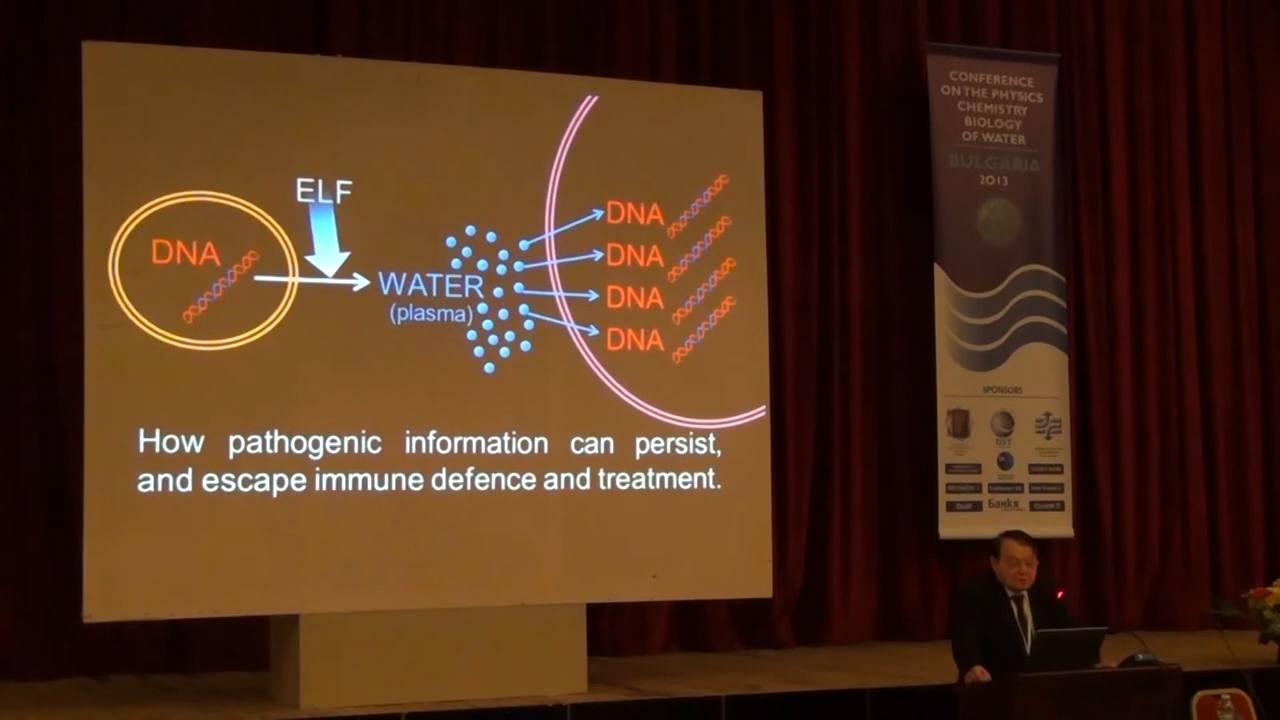 ELF
DNA
WATER
(plasma)
DNA
DNA
DNA
DNA
How pathogenic information can persist,
and escape immune defence and treatment.
CONFERENCE
ON THE PHYSICS
CHEMISTRY
BIOLOGY
OF WATER
BULGARIA
2013
SPONSORS
Банкя